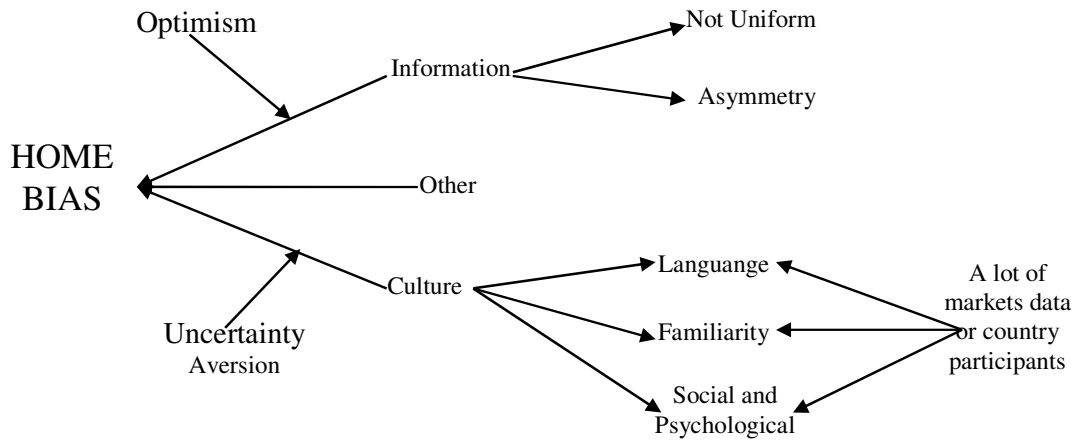 Optimism
Not Uniform
Information
Asymmetry
HOME
BIAS
Other
Languange
Culture
A lot of
markets data
or country
participants
Familiarity
Uncertainty
Aversion
Social and
Psychological